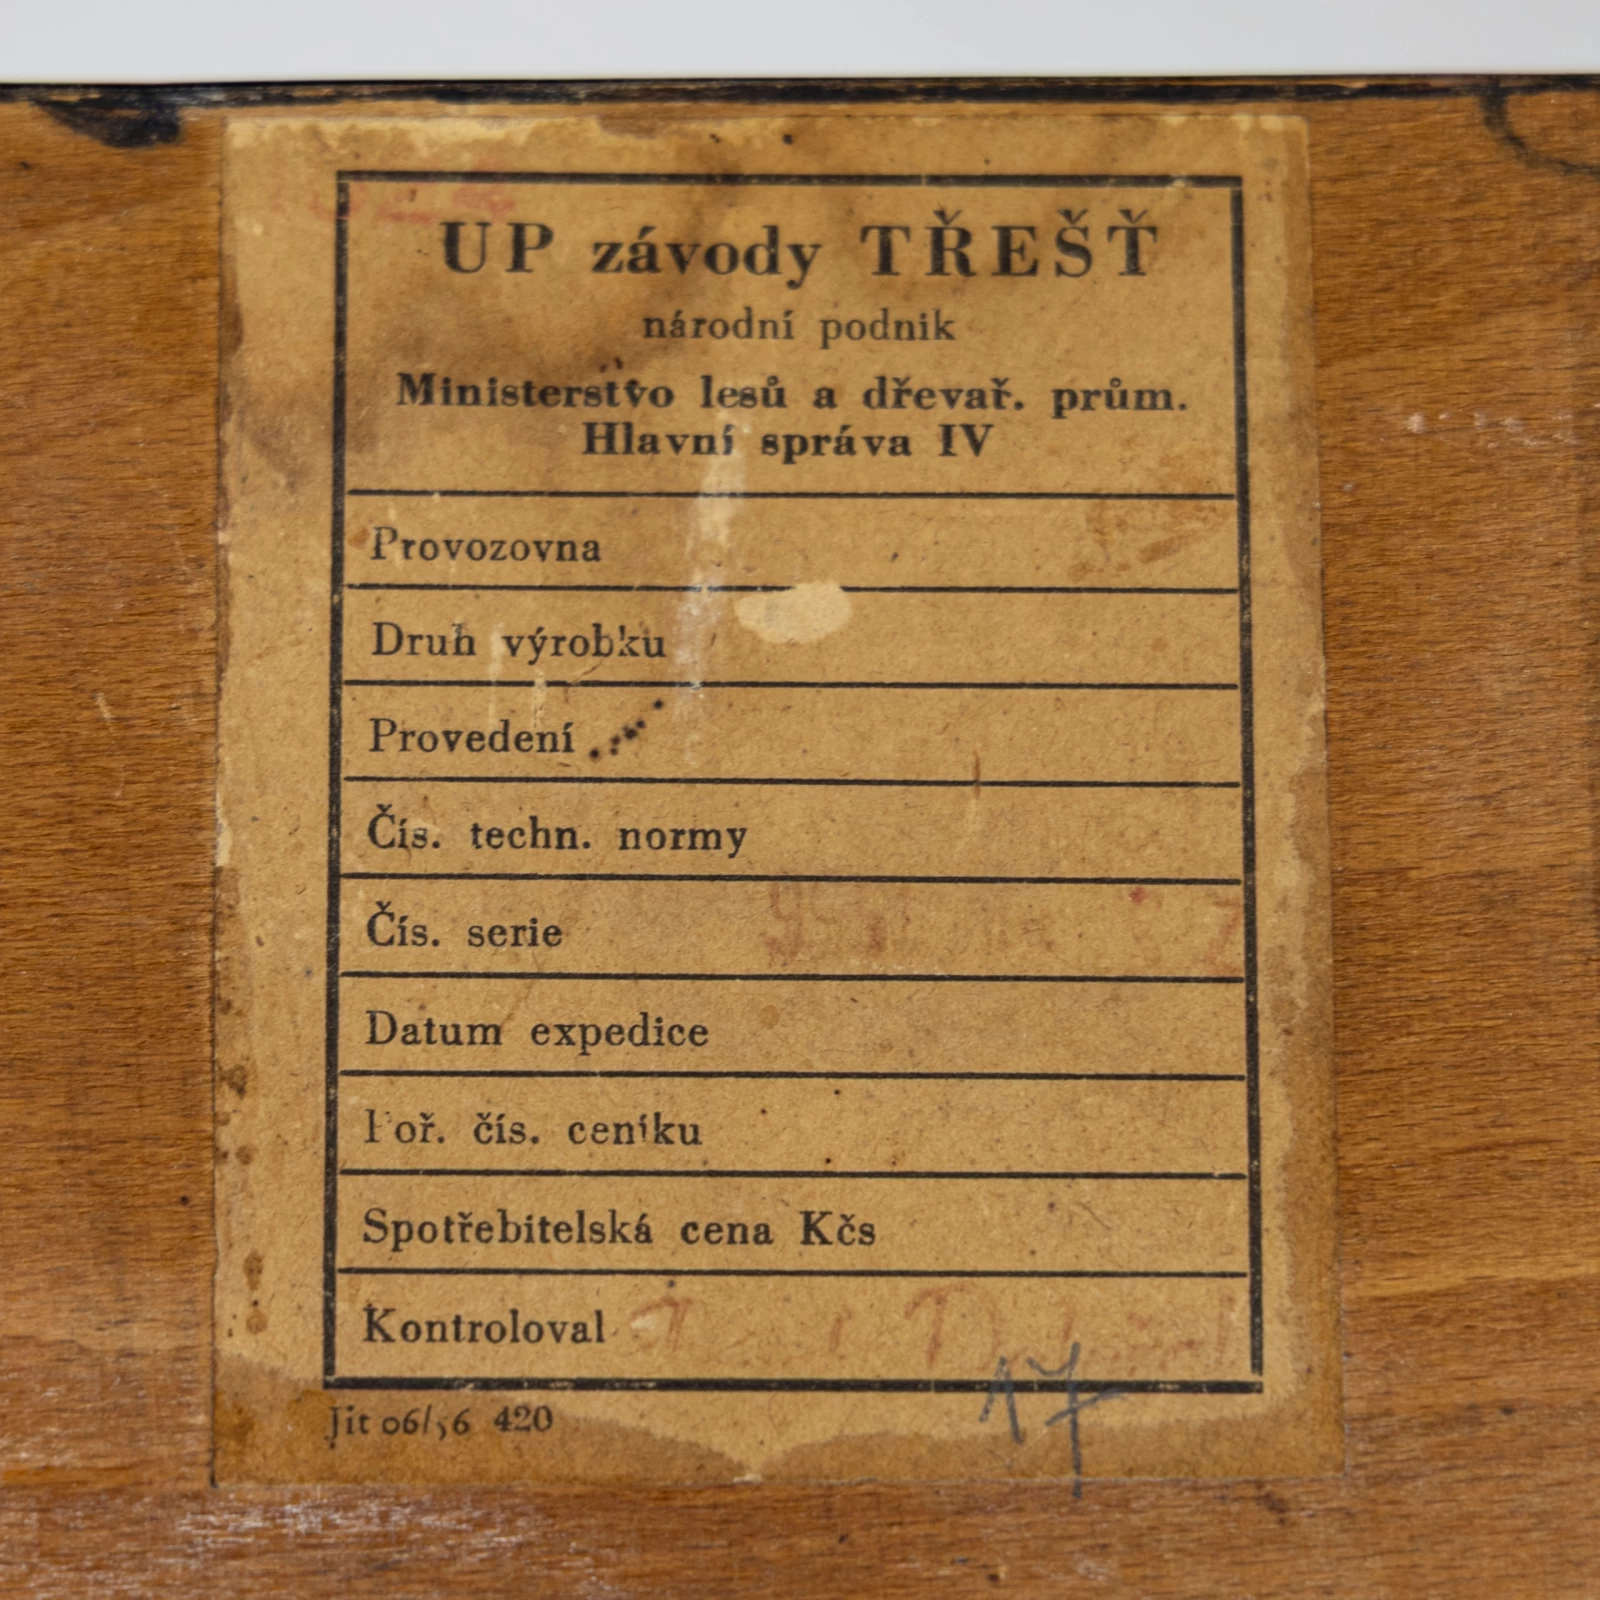 UP závody TŘEŠŤ
národní podnik
Ministerstvo lesů a dřevař. prům.
Hlavní správa IV
Provozovna
Druh výrobku
Provedení
Čís. techn. normy
Čís. serie
Datum expedice
Poř. čís. ceníku
Spotřebitelská cena Kčs
Kontroloval
Jit 06/56 420
17